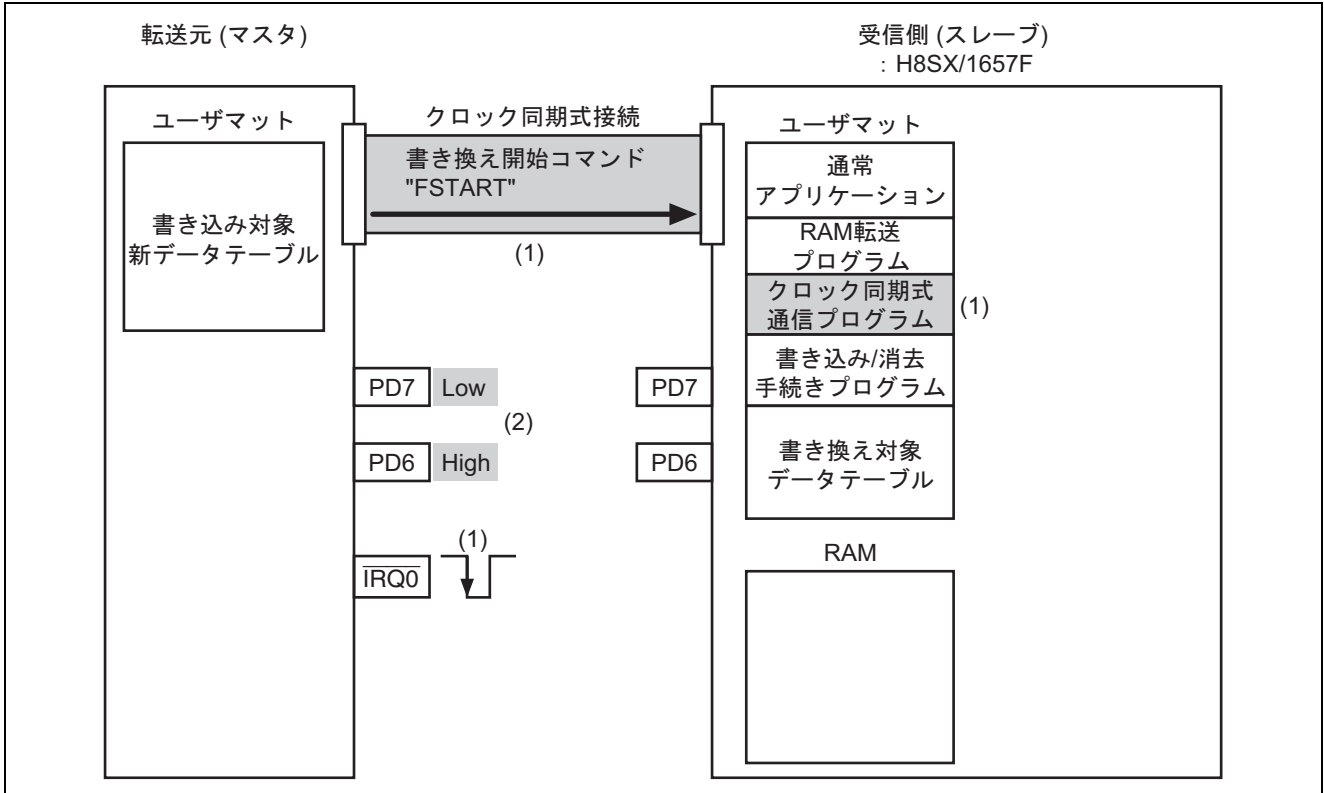 転送元 (マスタ)
受信側 (スレーブ)
: H8SX/1657F
ユーザマット
書き込み対象
新データテーブル
クロック同期式接続
書き換え開始コマンド
"FSTART"
(1)
ユーザマット
通常
アプリケーション
RAM転送
プログラム
クロック同期式
通信プログラム
(1)
書き込み/消去
手続きプログラム
書き換え対象
データテーブル
PD7
Low
(2)
PD6
High
PD7
PD6
IRQ0
(1)
RAM